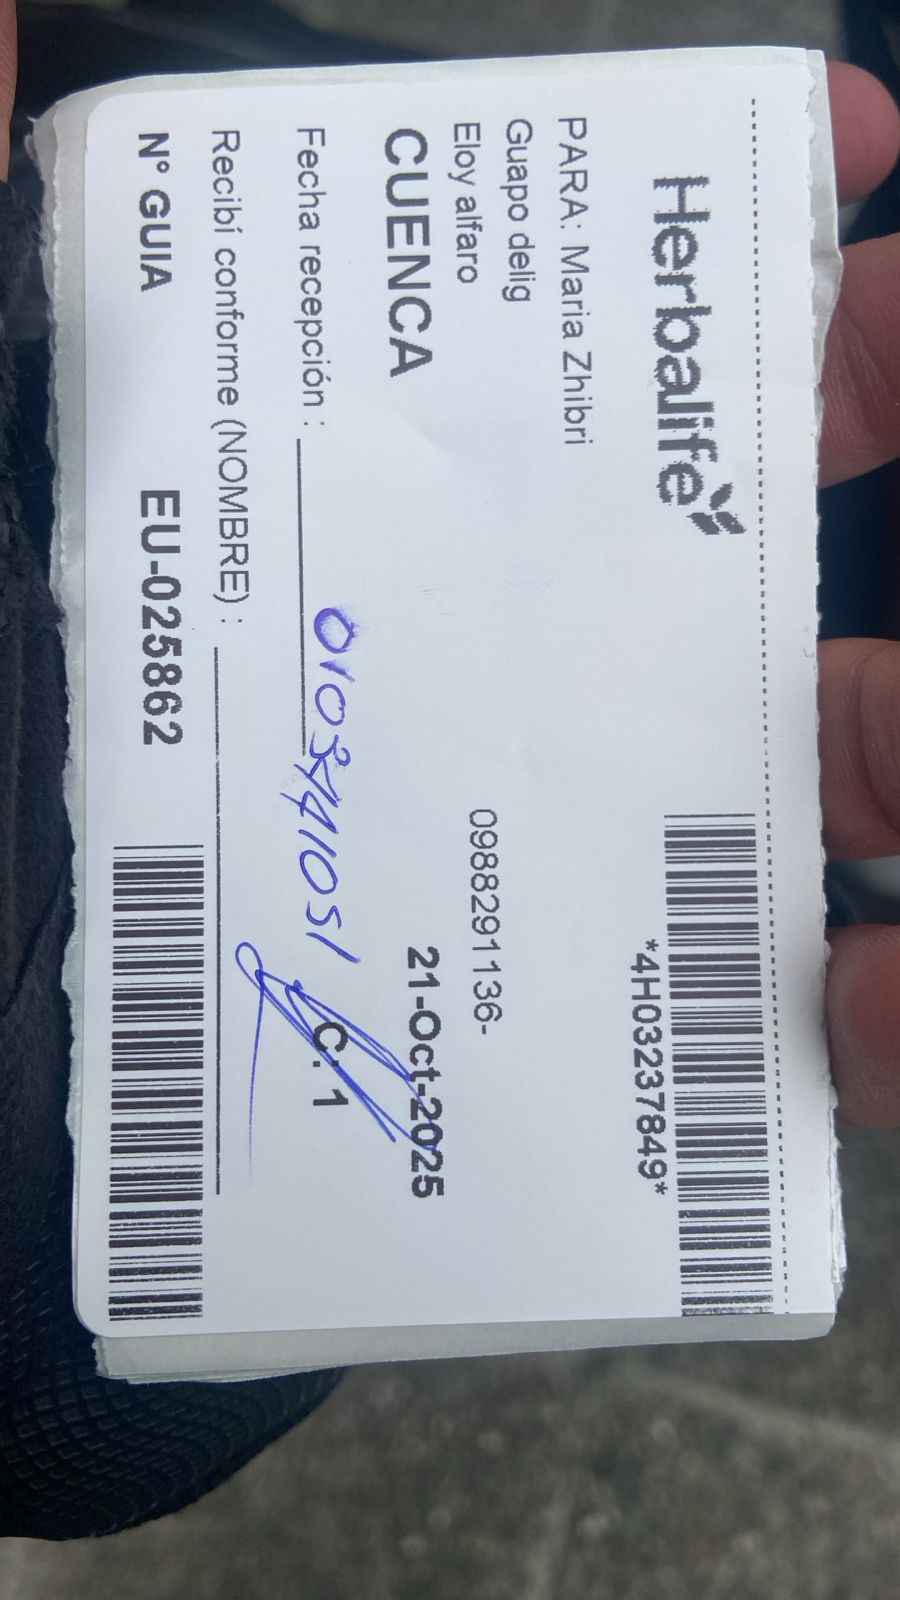 Herbalife
*4H03237849*
PARA: Maria Zhibri
Guapo delig
Eloy alfaro
0988291136-
CUENCA
21-Oct-2025
Fecha recepción :
0103441051
C: 1
Recibí conforme (NOMBRE) :
N° GUIA
EU-025862